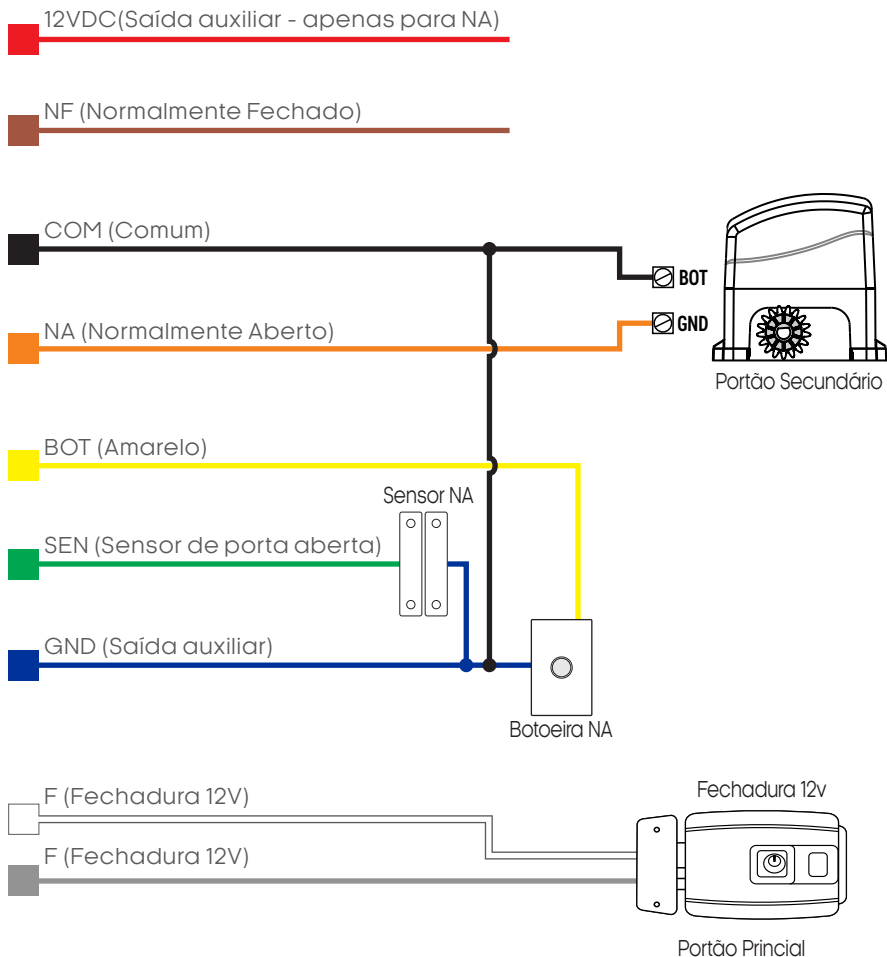 12VDC(Saída auxiliar - apenas para NA)
NF (Normalmente Fechado)
COM (Comum)
BOT
NA (Normalmente Aberto)
GND
Portão Secundário
BOT (Amarelo)
Sensor NA
SEN (Sensor de porta aberta)
GND (Saída auxiliar)
Botoeira NA
F (Fechadura 12V)
Fechadura 12v
F (Fechadura 12V)
Portão Princial